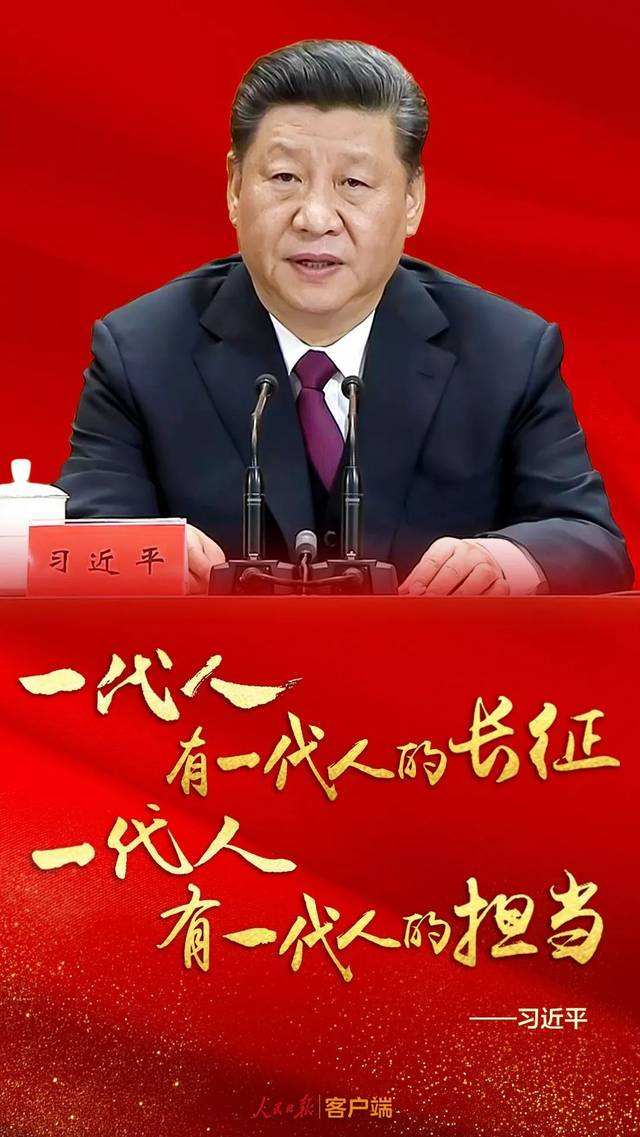 习近平
一代人
有一代人的长征
一代人
有一代人的担当
——习近平
人民日报|客户端